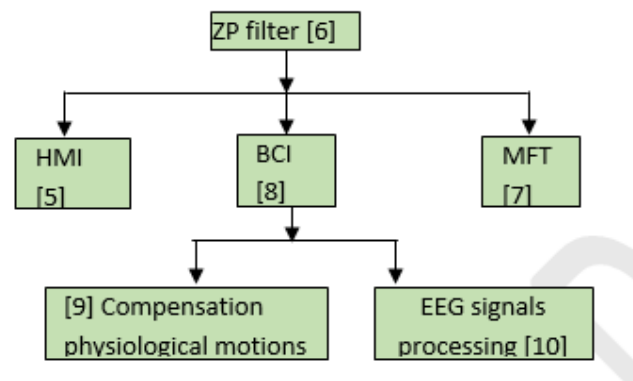 ZP filter [6]
HMI
[5]
BCI
[8]
MFT
[7]
[9] Compensation
physiological motions
EEG signals
processing [10]